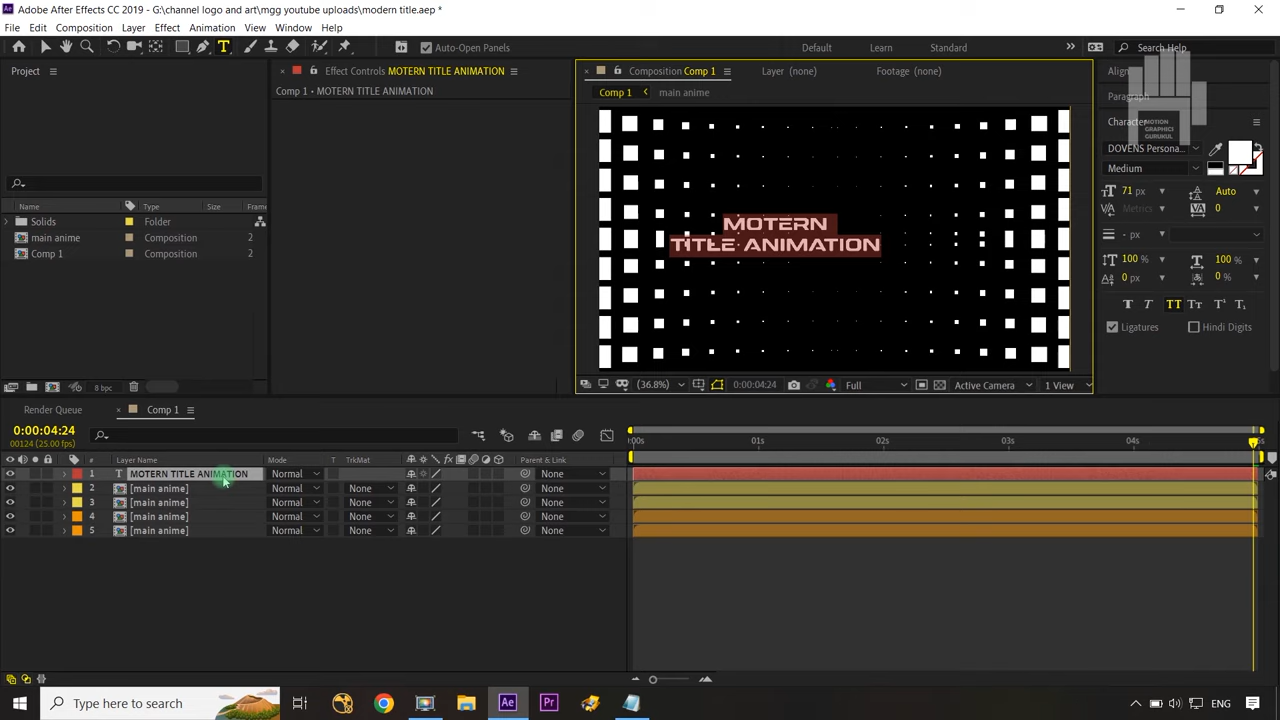 Adobe After Effects CC 2019 - G:\channel logo and art\mgg youtube uploads\modern title.aep *
File Edit Composition Layer Effect Animation View Window Help
Auto-Open Panels
Default Learn Standard
Search Help
Project
Effect Controls MOTERN TITLE ANIMATION
Comp 1 • MOTERN TITLE ANIMATION
Composition Comp 1
Layer (none)
Footage (none)
Comp 1 main anime
Align
Paragraph
Character
MOTION
GRAPHICS
GURUKUL
DOVENS Persona...
Medium
71 px
Auto
Metrics
0
- px
100 %
100 %
0 px
0 %
Ligatures
Hindi Digits
MOTERN
TITLE ANIMATION
Name Type Size Frame
Solids Folder
main anime Composition 2
Comp 1 Composition 2
8 bpc
(36.8%)
0:00:04:24
Full
Active Camera
1 View
Render Queue
Comp 1
0:00:04:24
00124 (25.00 fps)
# Layer Name Mode T TrkMat Parent & Link
:00s 01s 02s 03s 04s 5s
1 T MOTERN TITLE ANIMATION Normal None
2 [main anime] Normal None None
3 [main anime] Normal None None
4 [main anime] Normal None None
5 [main anime] Normal None None
Type here to search
Ae
Pr
ENG